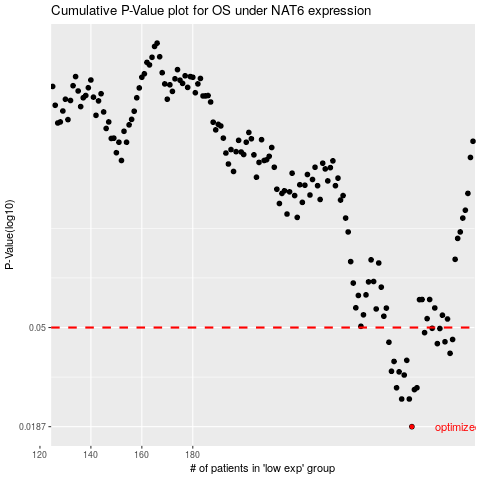 Cumulative P-Value plot for OS under NAT6 expression
P-Value(log10)
0.05
0.0187
optimize
120 140 160 180
# of patients in 'low exp' group